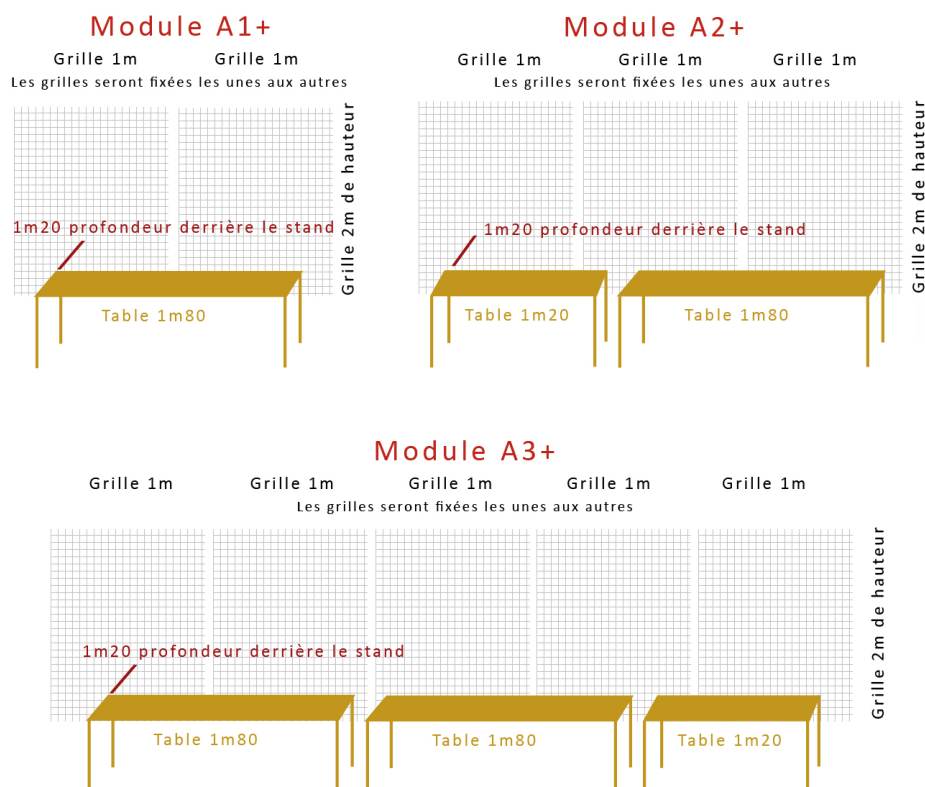 Module A1+
Grille 1m Grille 1m
Les grilles seront fixées les unes aux autres
Grille 2m de hauteur
1m20 profondeur derrière le stand
Table 1m80
Module A2+
Grille 1m Grille 1m Grille 1m
Les grilles seront fixées les unes aux autres
Grille 2m de hauteur
1m20 profondeur derrière le stand
Table 1m20 Table 1m80
Module A3+
Grille 1m Grille 1m Grille 1m Grille 1m Grille 1m
Les grilles seront fixées les unes aux autres
Grille 2m de hauteur
1m20 profondeur derrière le stand
Table 1m80 Table 1m80 Table 1m20